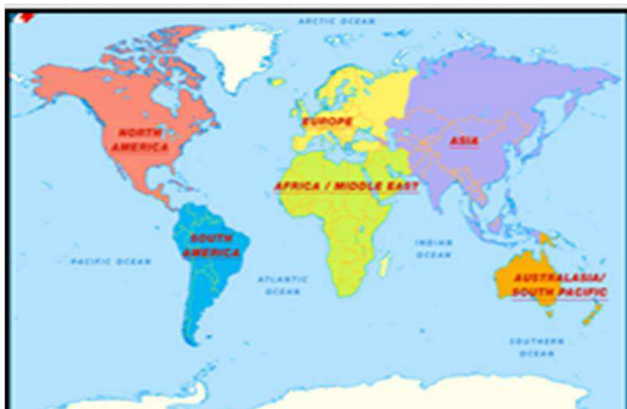 ARCTIC OCEAN
NORTH
AMERICA
EUROPE
ASIA
AFRICA / MIDDLE EAST
SOUTH
AMERICA
PACIFIC OCEAN
ATLANTIC
OCEAN
INDIAN
OCEAN
AUSTRALASIA/
SOUTH PACIFIC
SOUTHERN
OCEAN